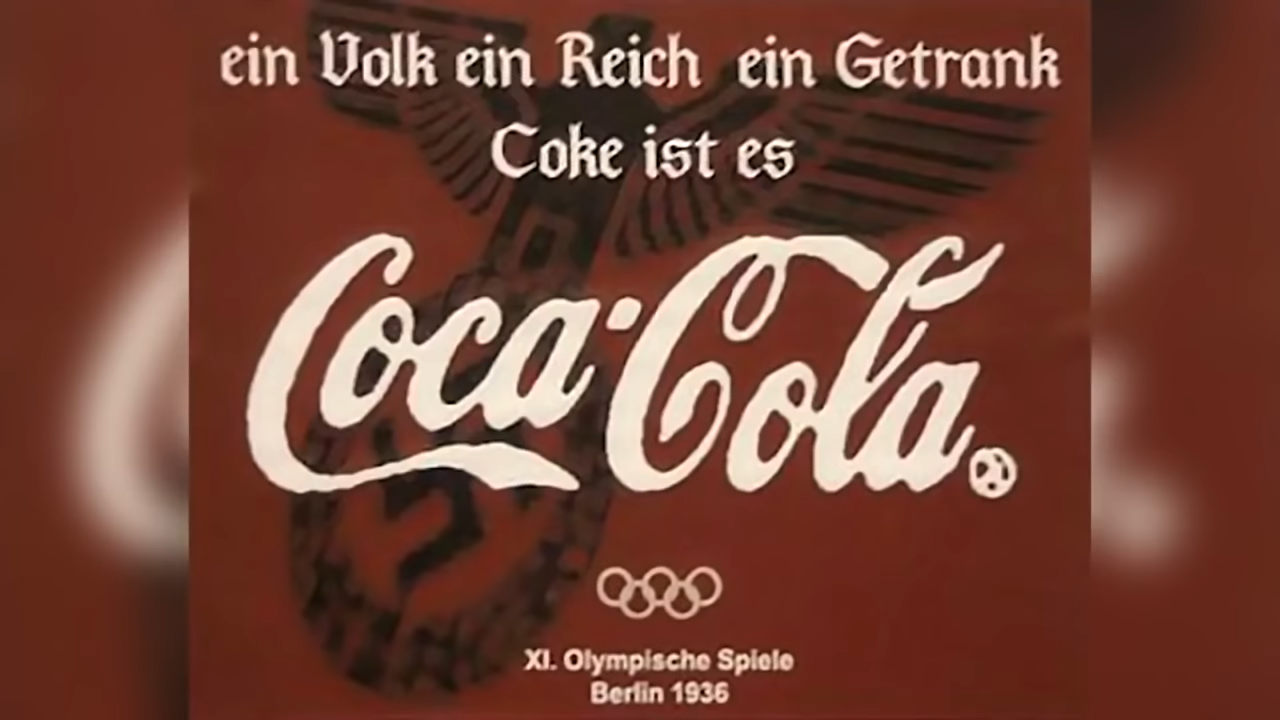 ein Volk ein Reich ein Getrank
Coke ist es
Coca-Cola
XI. Olympische Spiele
Berlin 1936